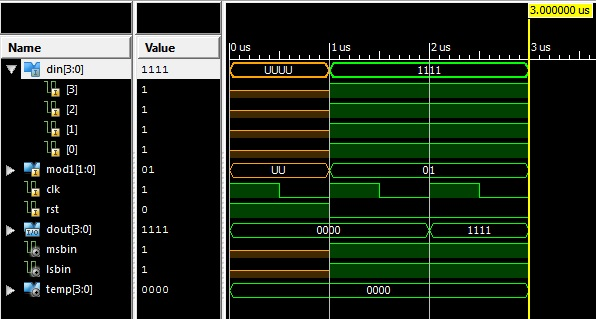 3.000000 us
Name Value 0 us 1 us 2 us 3 us
din[3:0] 1111 UUUU 1111
[3] 1
[2] 1
[1] 1
[0] 1
mod1[1:0] 01 UU 01
clk 1
rst 0
dout[3:0] 1111 0000 1111
msbin 1
lsbin 1
temp[3:0] 0000 0000